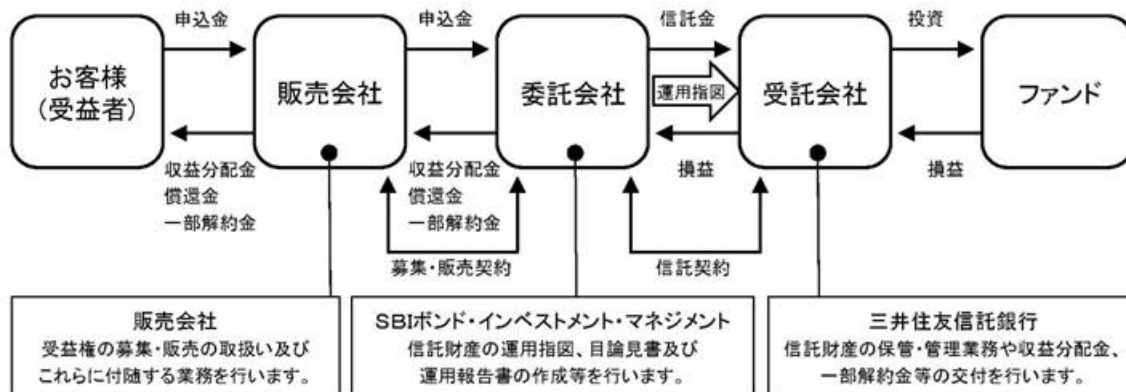 申込金
申込金
信託金
投資
お客様
(受益者)
販売会社
委託会社
運用指図
受託会社
ファンド
収益分配金
償還金
一部解約金
収益分配金
償還金
一部解約金
損益
損益
募集・販売契約
信託契約
販売会社
受益権の募集・販売の取扱い及び
これらに付随する業務を行います。
SBIボンド・インベストメント・マネジメント
信託財産の運用指図、目論見書及び
運用報告書の作成等を行います。
三井住友信託銀行
信託財産の保管・管理業務や収益分配金、
一部解約金等の交付を行います。